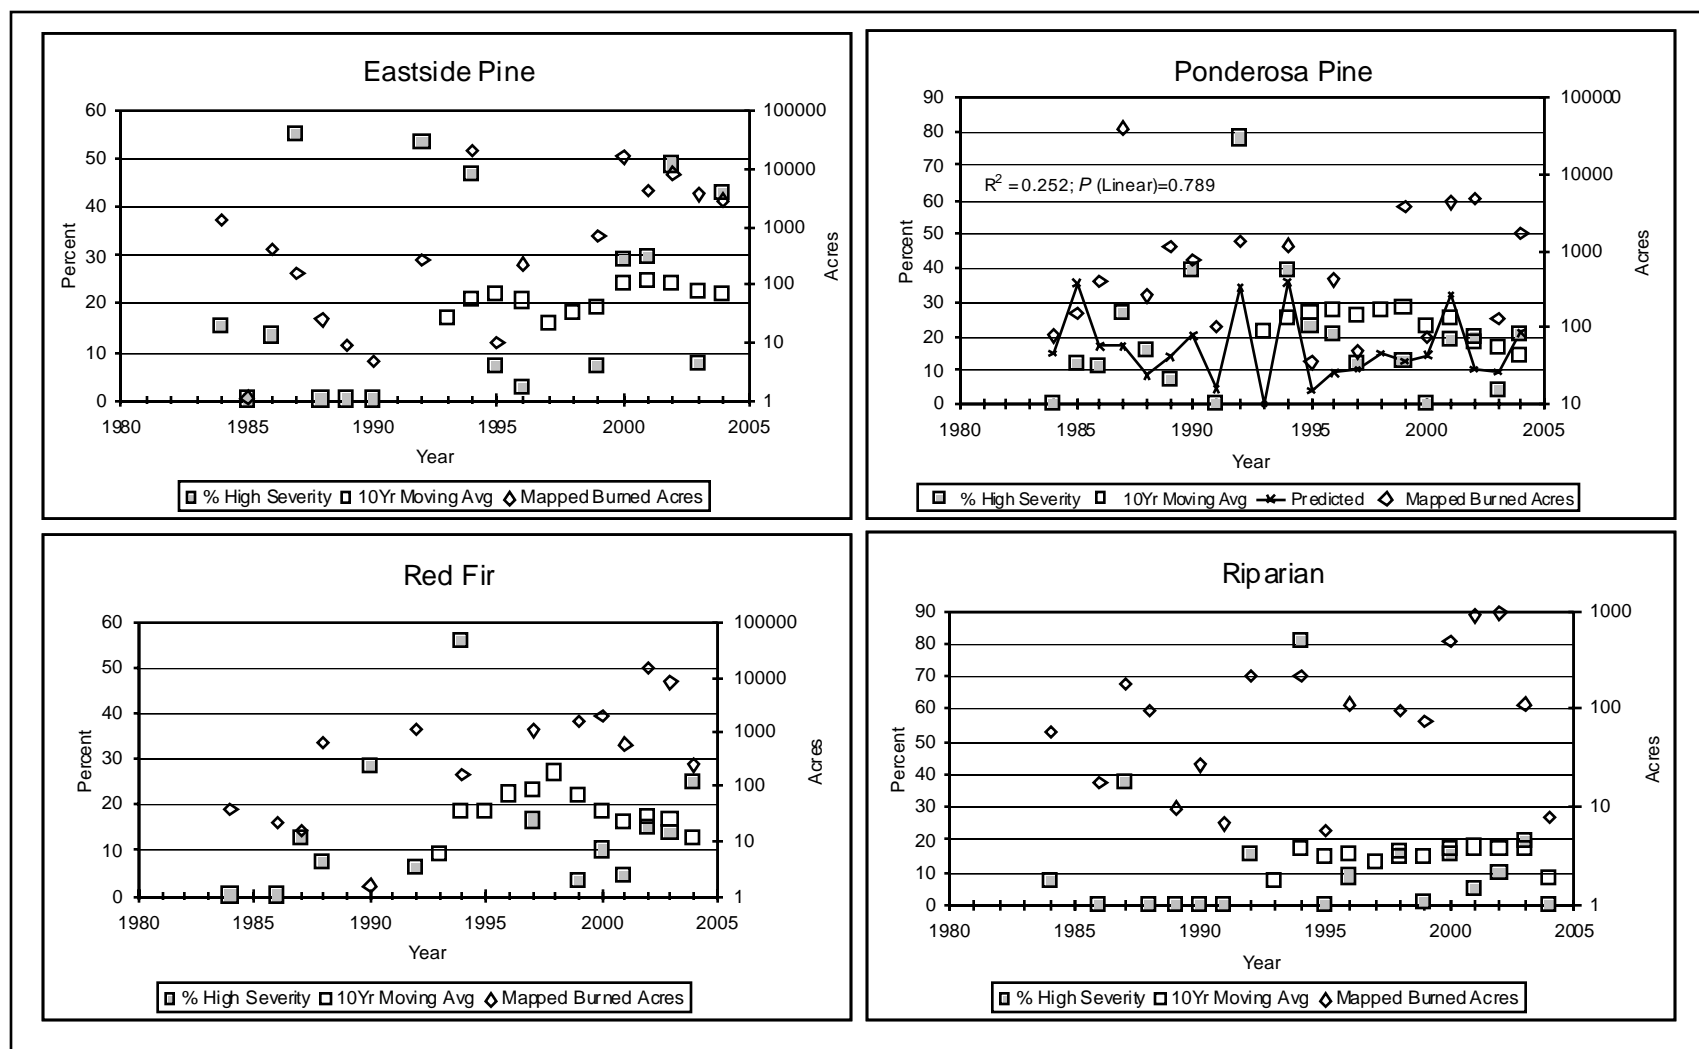 Eastside Pine
60
50
40
30
20
10
0
100000
10000
1000
100
10
1
Percent
Acres
1980 1985 1990 1995 2000 2005
Year
% High Severity 10Yr Moving Avg Mapped Burned Acres
Ponderosa Pine
90
80
70
60
50
40
30
20
10
0
100000
10000
1000
100
10
R2 = 0.252; P (Linear)=0.789
Percent
Acres
1980 1985 1990 1995 2000 2005
Year
% High Severity 10Yr Moving Avg Predicted Mapped Burned Acres
Red Fir
60
50
40
30
20
10
0
100000
10000
1000
100
10
1
Percent
Acres
1980 1985 1990 1995 2000 2005
Year
% High Severity 10Yr Moving Avg Mapped Burned Acres
Riparian
90
80
70
60
50
40
30
20
10
0
1000
100
10
1
Percent
Acres
1980 1985 1990 1995 2000 2005
Year
% High Severity 10Yr Moving Avg Mapped Burned Acres